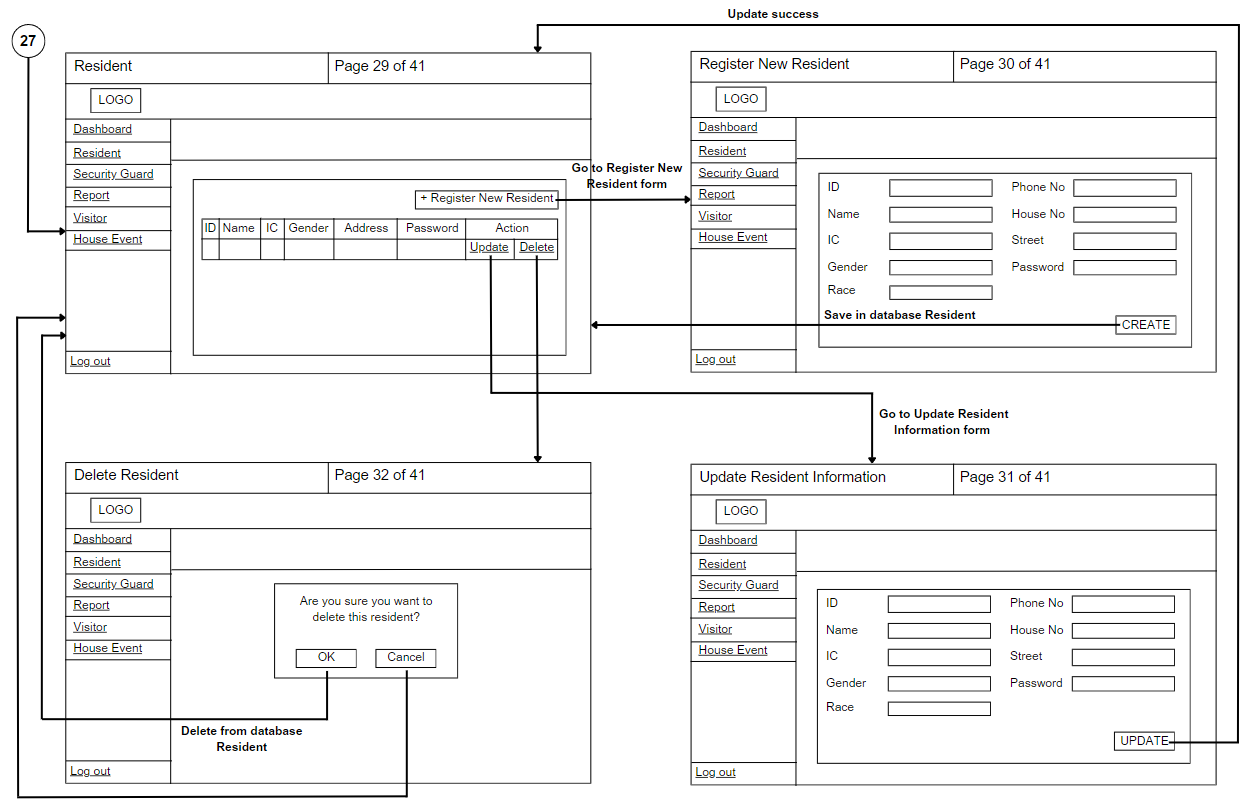 Update success
27
Resident
Page 29 of 41
LOGO
Dashboard
Resident
Security Guard
Report
Visitor
House Event
Log out
+ Register New Resident
ID Name IC Gender Address Password Action
Update Delete
Go to Register New
Resident form
Register New Resident
Page 30 of 41
LOGO
Dashboard
Resident
Security Guard
Report
Visitor
House Event
Log out
ID Phone No
Name House No
IC Street
Gender Password
Race
Save in database Resident
CREATE
Go to Update Resident
Information form
Delete Resident
Page 32 of 41
LOGO
Dashboard
Resident
Security Guard
Report
Visitor
House Event
Log out
Are you sure you want to
delete this resident?
OK Cancel
Delete from database
Resident
Update Resident Information
Page 31 of 41
LOGO
Dashboard
Resident
Security Guard
Report
Visitor
House Event
Log out
ID Phone No
Name House No
IC Street
Gender Password
Race
UPDATE